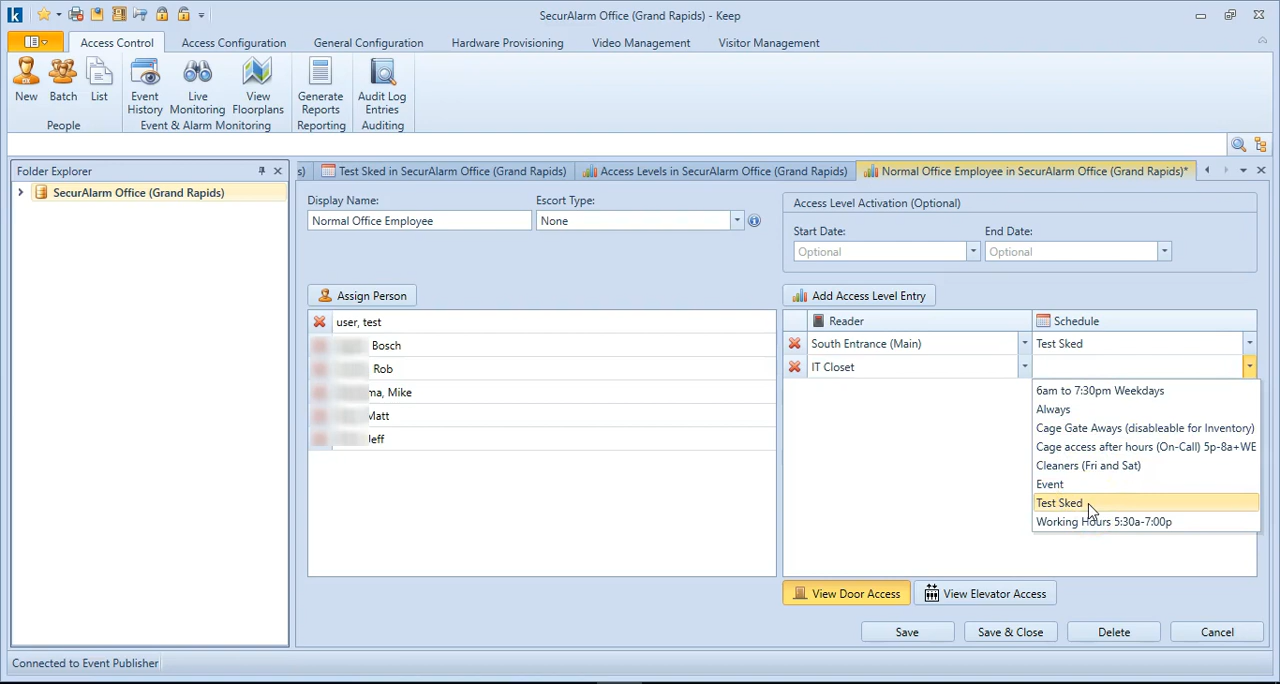 k
SecurAlarm Office (Grand Rapids) - Keep
Access Control
Access Configuration
General Configuration
Hardware Provisioning
Video Management
Visitor Management
New
Batch
List
Event
History
Live
Monitoring
View
Floorplans
Generate
Reports
Audit Log
Entries
People
Event & Alarm Monitoring
Reporting
Auditing
Folder Explorer
SecurAlarm Office (Grand Rapids)
s)
Test Sked in SecurAlarm Office (Grand Rapids)
Access Levels in SecurAlarm Office (Grand Rapids)
Normal Office Employee in SecurAlarm Office (Grand Rapids)*
Display Name:
Escort Type:
Normal Office Employee
None
Access Level Activation (Optional)
Start Date:
End Date:
Optional
Optional
Assign Person
user, test
Bosch
Rob
ma, Mike
Matt
Jeff
Add Access Level Entry
Reader
Schedule
South Entrance (Main)
Test Sked
IT Closet
6am to 7:30pm Weekdays
Always
Cage Gate Aways (disableable for Inventory)
Cage access after hours (On-Call) 5p-8a+WE
Cleaners (Fri and Sat)
Event
Test Sked
Working Hours 5:30a-7:00p
View Door Access
View Elevator Access
Save
Save & Close
Delete
Cancel
Connected to Event Publisher